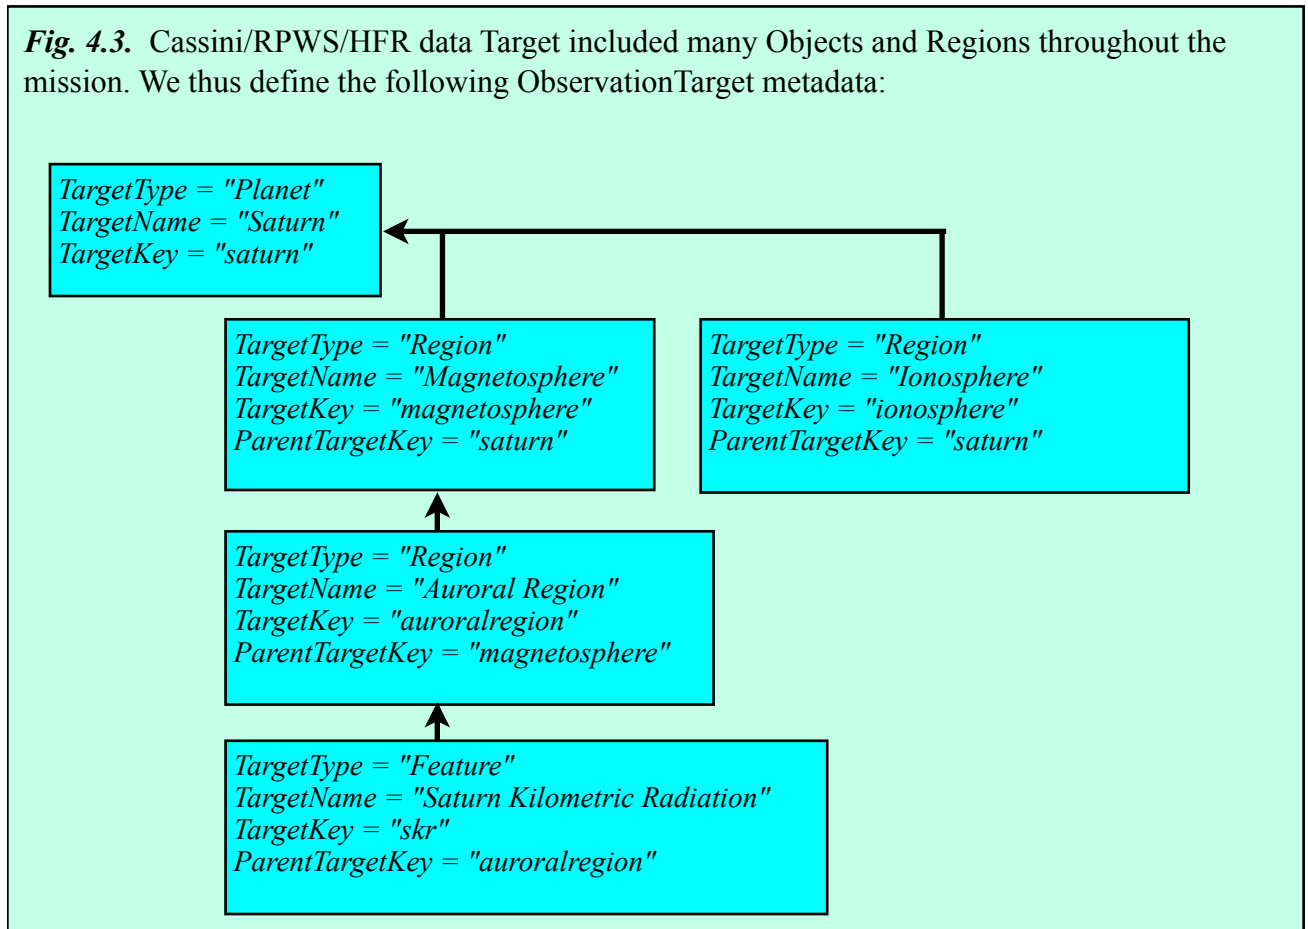 Fig. 4.3. Cassini/RPWS/HFR data Target included many Objects and Regions throughout the
mission. We thus define the following ObservationTarget metadata:
TargetType = "Planet"
TargetName = "Saturn"
TargetKey = "saturn"
TargetType = "Region"
TargetName = "Magnetosphere"
TargetKey = "magnetosphere"
ParentTargetKey = "saturn"
TargetType = "Region"
TargetName = "Ionosphere"
TargetKey = "ionosphere"
ParentTargetKey = "saturn"
TargetType = "Region"
TargetName = "Auroral Region"
TargetKey = "auroralregion"
ParentTargetKey = "magnetosphere"
TargetType = "Feature"
TargetName = "Saturn Kilometric Radiation"
TargetKey = "skr"
ParentTargetKey = "auroralregion"